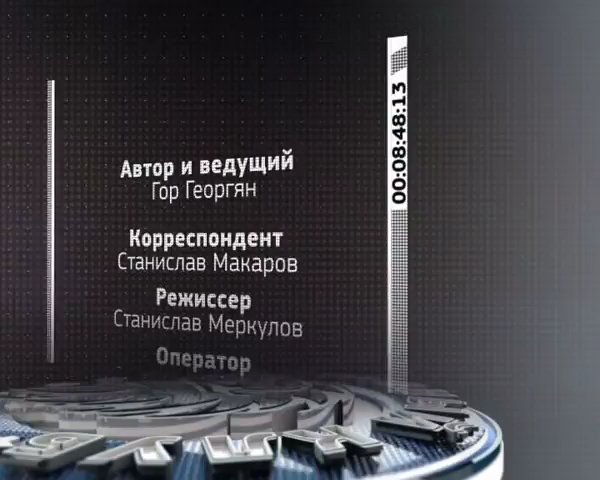 Автор и ведущий
Гор Георгян
Корреспондент
Станислав Макаров
Режиссер
Станислав Меркулов
Оператор
00:08:48:13